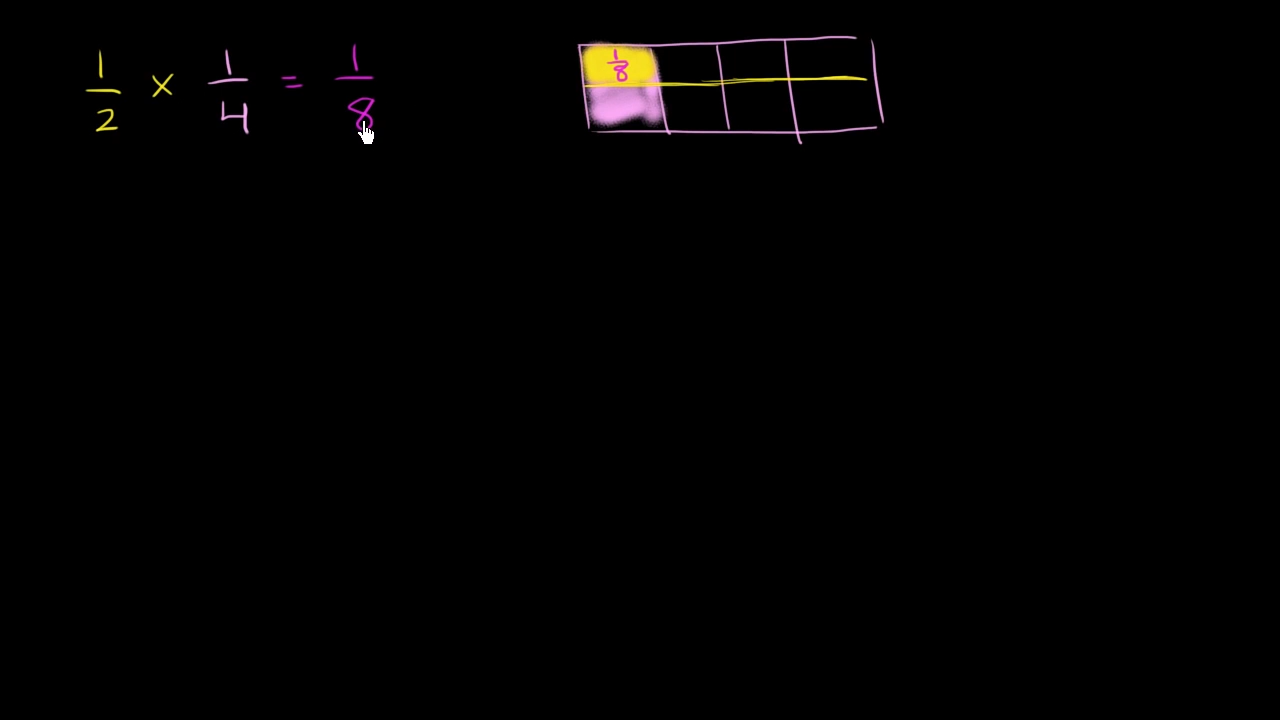 1/2 × 1/4 = 1/8
1/8